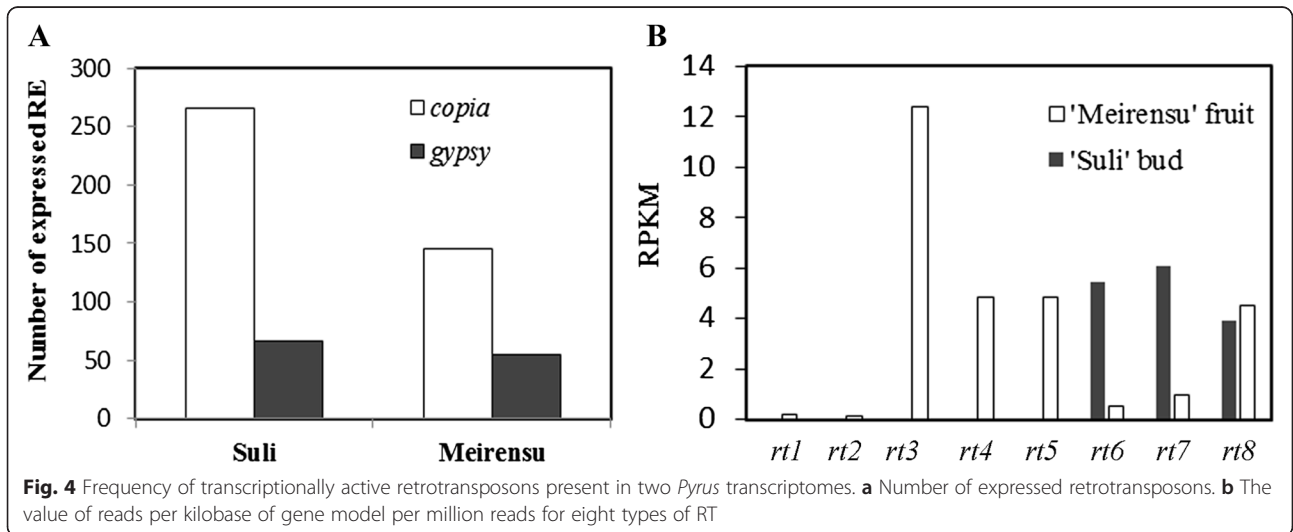 A
Number of expressed RE
300
250
200
150
100
50
0
copia
gypsy
Suli
Meirensu
B
RPKM
14
12
10
8
6
4
2
0
'Meirensu' fruit
'Suli' bud
rt1 rt2 rt3 rt4 rt5 rt6 rt7 rt8
Fig. 4 Frequency of transcriptionally active retrotransposons present in two Pyrus transcriptomes. a Number of expressed retrotransposons. b The
value of reads per kilobase of gene model per million reads for eight types of RT